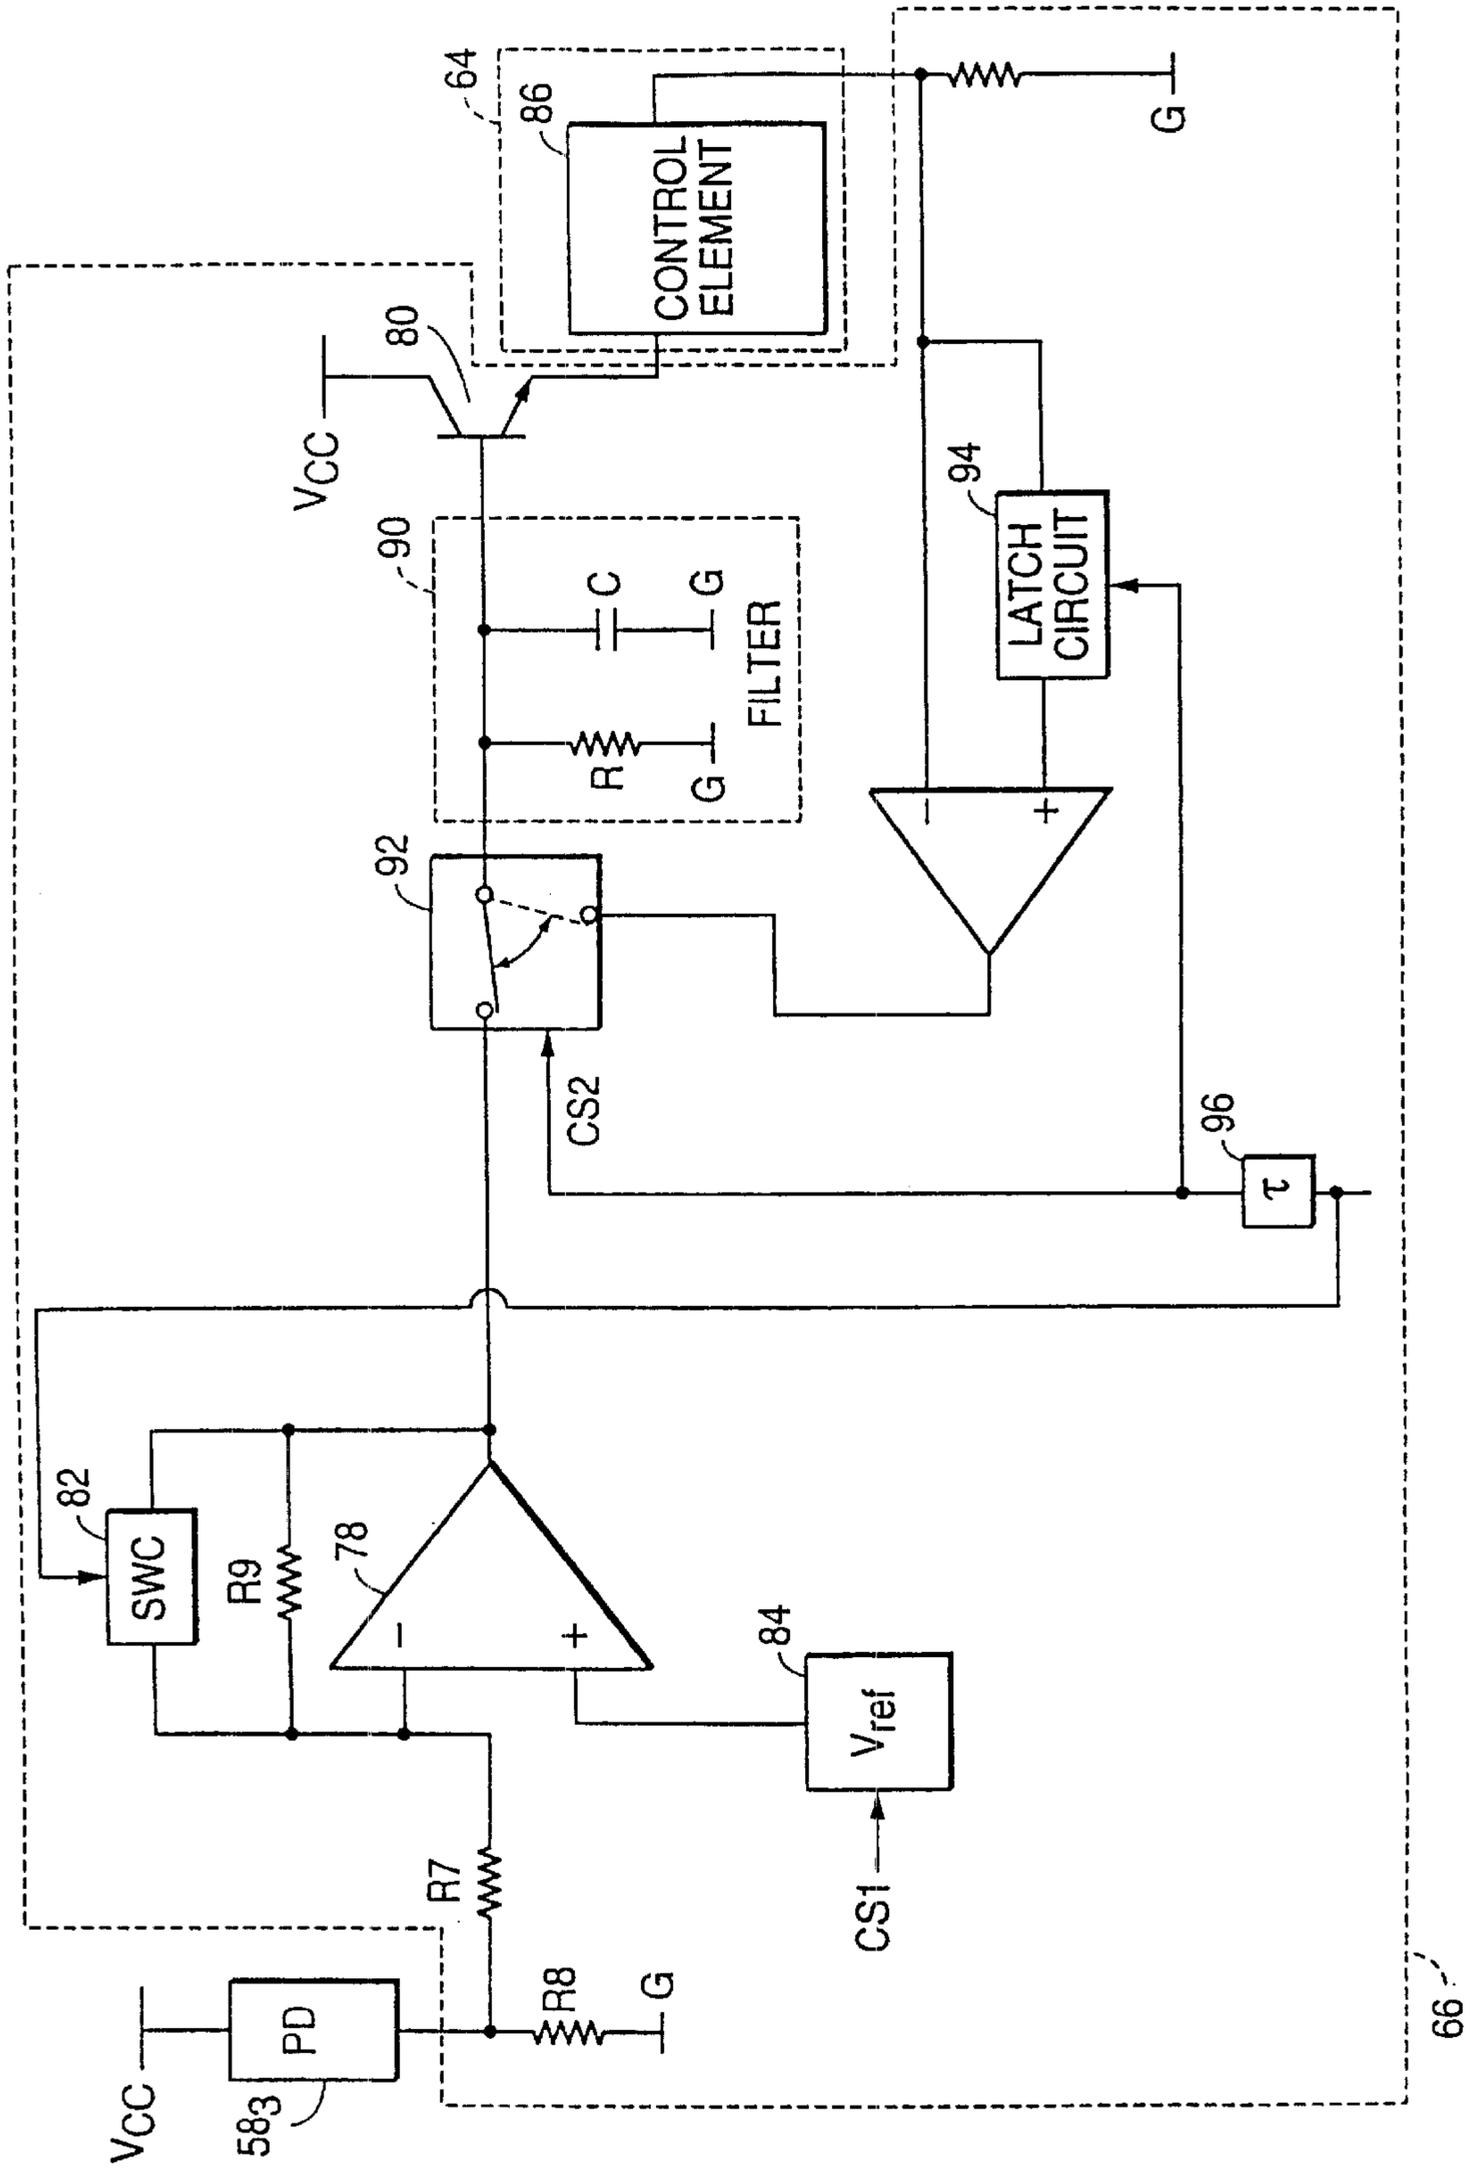 VCC
PD
583
R8
G
R7
SWC
82
R9
78
−
+
84
Vref
CS1
CS2
92
90
R
G
C
G
FILTER
VCC
80
64
86
CONTROL
ELEMENT
G
94
LATCH
CIRCUIT
−
+
96
τ
66